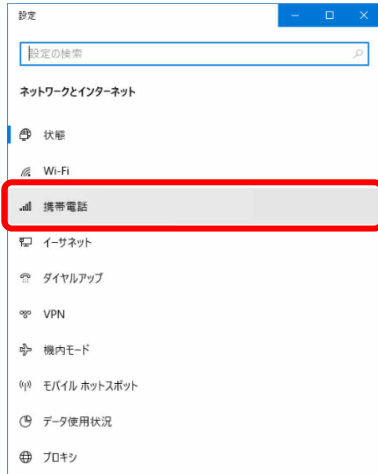 設定
設定の検索
ネットワークとインターネット
状態
Wi-Fi
携帯電話
イーサネット
ダイヤルアップ
VPN
機内モード
モバイル ホットスポット
データ使用状況
プロキシ